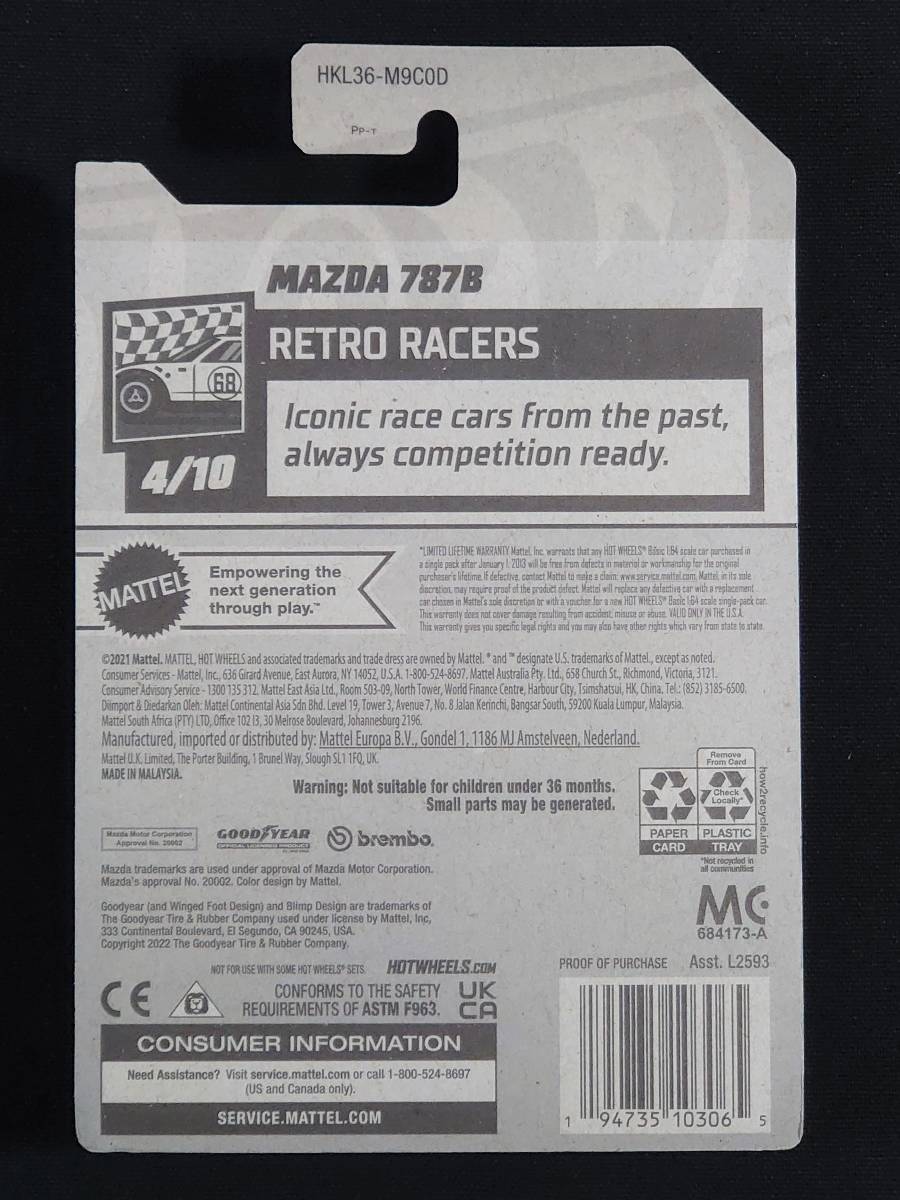 HKL36-M9C0D
PP-T
MAZDA 787B
RETRO RACERS
68
Iconic race cars from the past,
always competition ready.
4/10
MATTEL
Empowering the
next generation
through play.™
*LIMITED LIFETIME WARRANTY Mattel, Inc. warrants that any HOT WHEELS® Basic 1:64 scale car purchased in
a single pack after January 1, 2013 will be free from defects in material or workmanship for the original
purchaser's lifetime. If defective, contact Mattel to make a claim: www.service.mattel.com. Mattel, in its sole
discretion, may require proof of the product defect. Mattel will replace any defective car with a replacement
car chosen in Mattel's sole discretion or with a voucher for a new HOT WHEELS® Basic 1:64 scale single-pack car.
This warranty does not cover damage resulting from accident, misuse or abuse. VALID ONLY IN THE U.S.A.
This warranty gives you specific legal rights and you may also have other rights which vary from state to state.
©2021 Mattel. MATTEL, HOT WHEELS and associated trademarks and trade dress are owned by Mattel. ® and ™ designate U.S. trademarks of Mattel, except as noted.
Consumer Services - Mattel, Inc., 636 Girard Avenue, East Aurora, NY 14052, U.S.A. 1-800-524-8697. Mattel Australia Pty. Ltd., 658 Church St., Richmond, Victoria, 3121.
Consumer Advisory Service - 1300 135 312. Mattel East Asia Ltd., Room 503-09, North Tower, World Finance Centre, Harbour City, Tsimshatsui, HK, China. Tel.: (852) 3185-6500.
Diimport & Diedarkan Oleh: Mattel Continental Asia Sdn Bhd. Level 19, Tower 3, Avenue 7, No. 8 Jalan Kerinchi, Bangsar South, 59200 Kuala Lumpur, Malaysia.
Mattel South Africa (PTY) LTD, Office 102 I3, 30 Melrose Boulevard, Johannesburg 2196.
Manufactured, imported or distributed by: Mattel Europa B.V., Gondel 1, 1186 MJ Amstelveen, Nederland.
Mattel U.K. Limited, The Porter Building, 1 Brunel Way, Slough SL1 1FQ, UK.
MADE IN MALAYSIA.
Warning: Not suitable for children under 36 months.
Small parts may be generated.
Remove
From Card
Check
Locally*
PAPER
CARD
PLASTIC
TRAY
how2recycle.info
*Not recycled in
all communities
Mazda Motor Corporation
Approval No. 20002
GOODYEAR
OFFICIAL LICENSED PRODUCT
brembo.
Mazda trademarks are used under approval of Mazda Motor Corporation.
Mazda's approval No. 20002. Color design by Mattel.
Goodyear (and Winged Foot Design) and Blimp Design are trademarks of
The Goodyear Tire & Rubber Company used under license by Mattel, Inc,
333 Continental Boulevard, El Segundo, CA 90245, USA.
Copyright 2022 The Goodyear Tire & Rubber Company.
MC
684173-A
NOT FOR USE WITH SOME HOT WHEELS® SETS.
HOTWHEELS.COM
PROOF OF PURCHASE
Asst. L2593
CE
CONFORMS TO THE SAFETY
REQUIREMENTS OF ASTM F963.
UK
CA
CONSUMER INFORMATION
Need Assistance? Visit service.mattel.com or call 1-800-524-8697
(US and Canada only).
SERVICE.MATTEL.COM
1 94735 10306 5